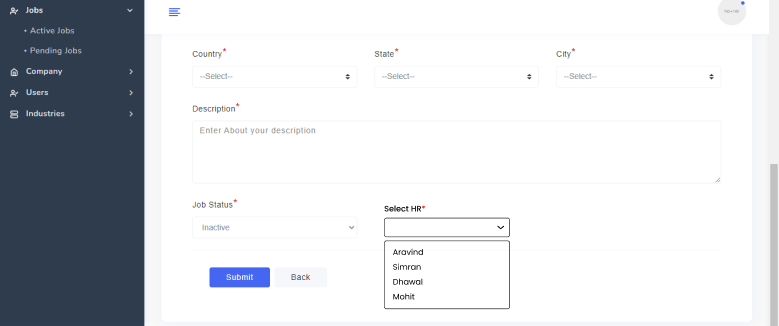 Jobs
• Active Jobs
• Pending Jobs
Company
Users
Industries
Country* State* City*
--Select-- --Select-- --Select--
Description*
Enter About your description
Job Status* Select HR*
Inactive
Aravind
Simran
Dhawal
Mohit
Submit Back